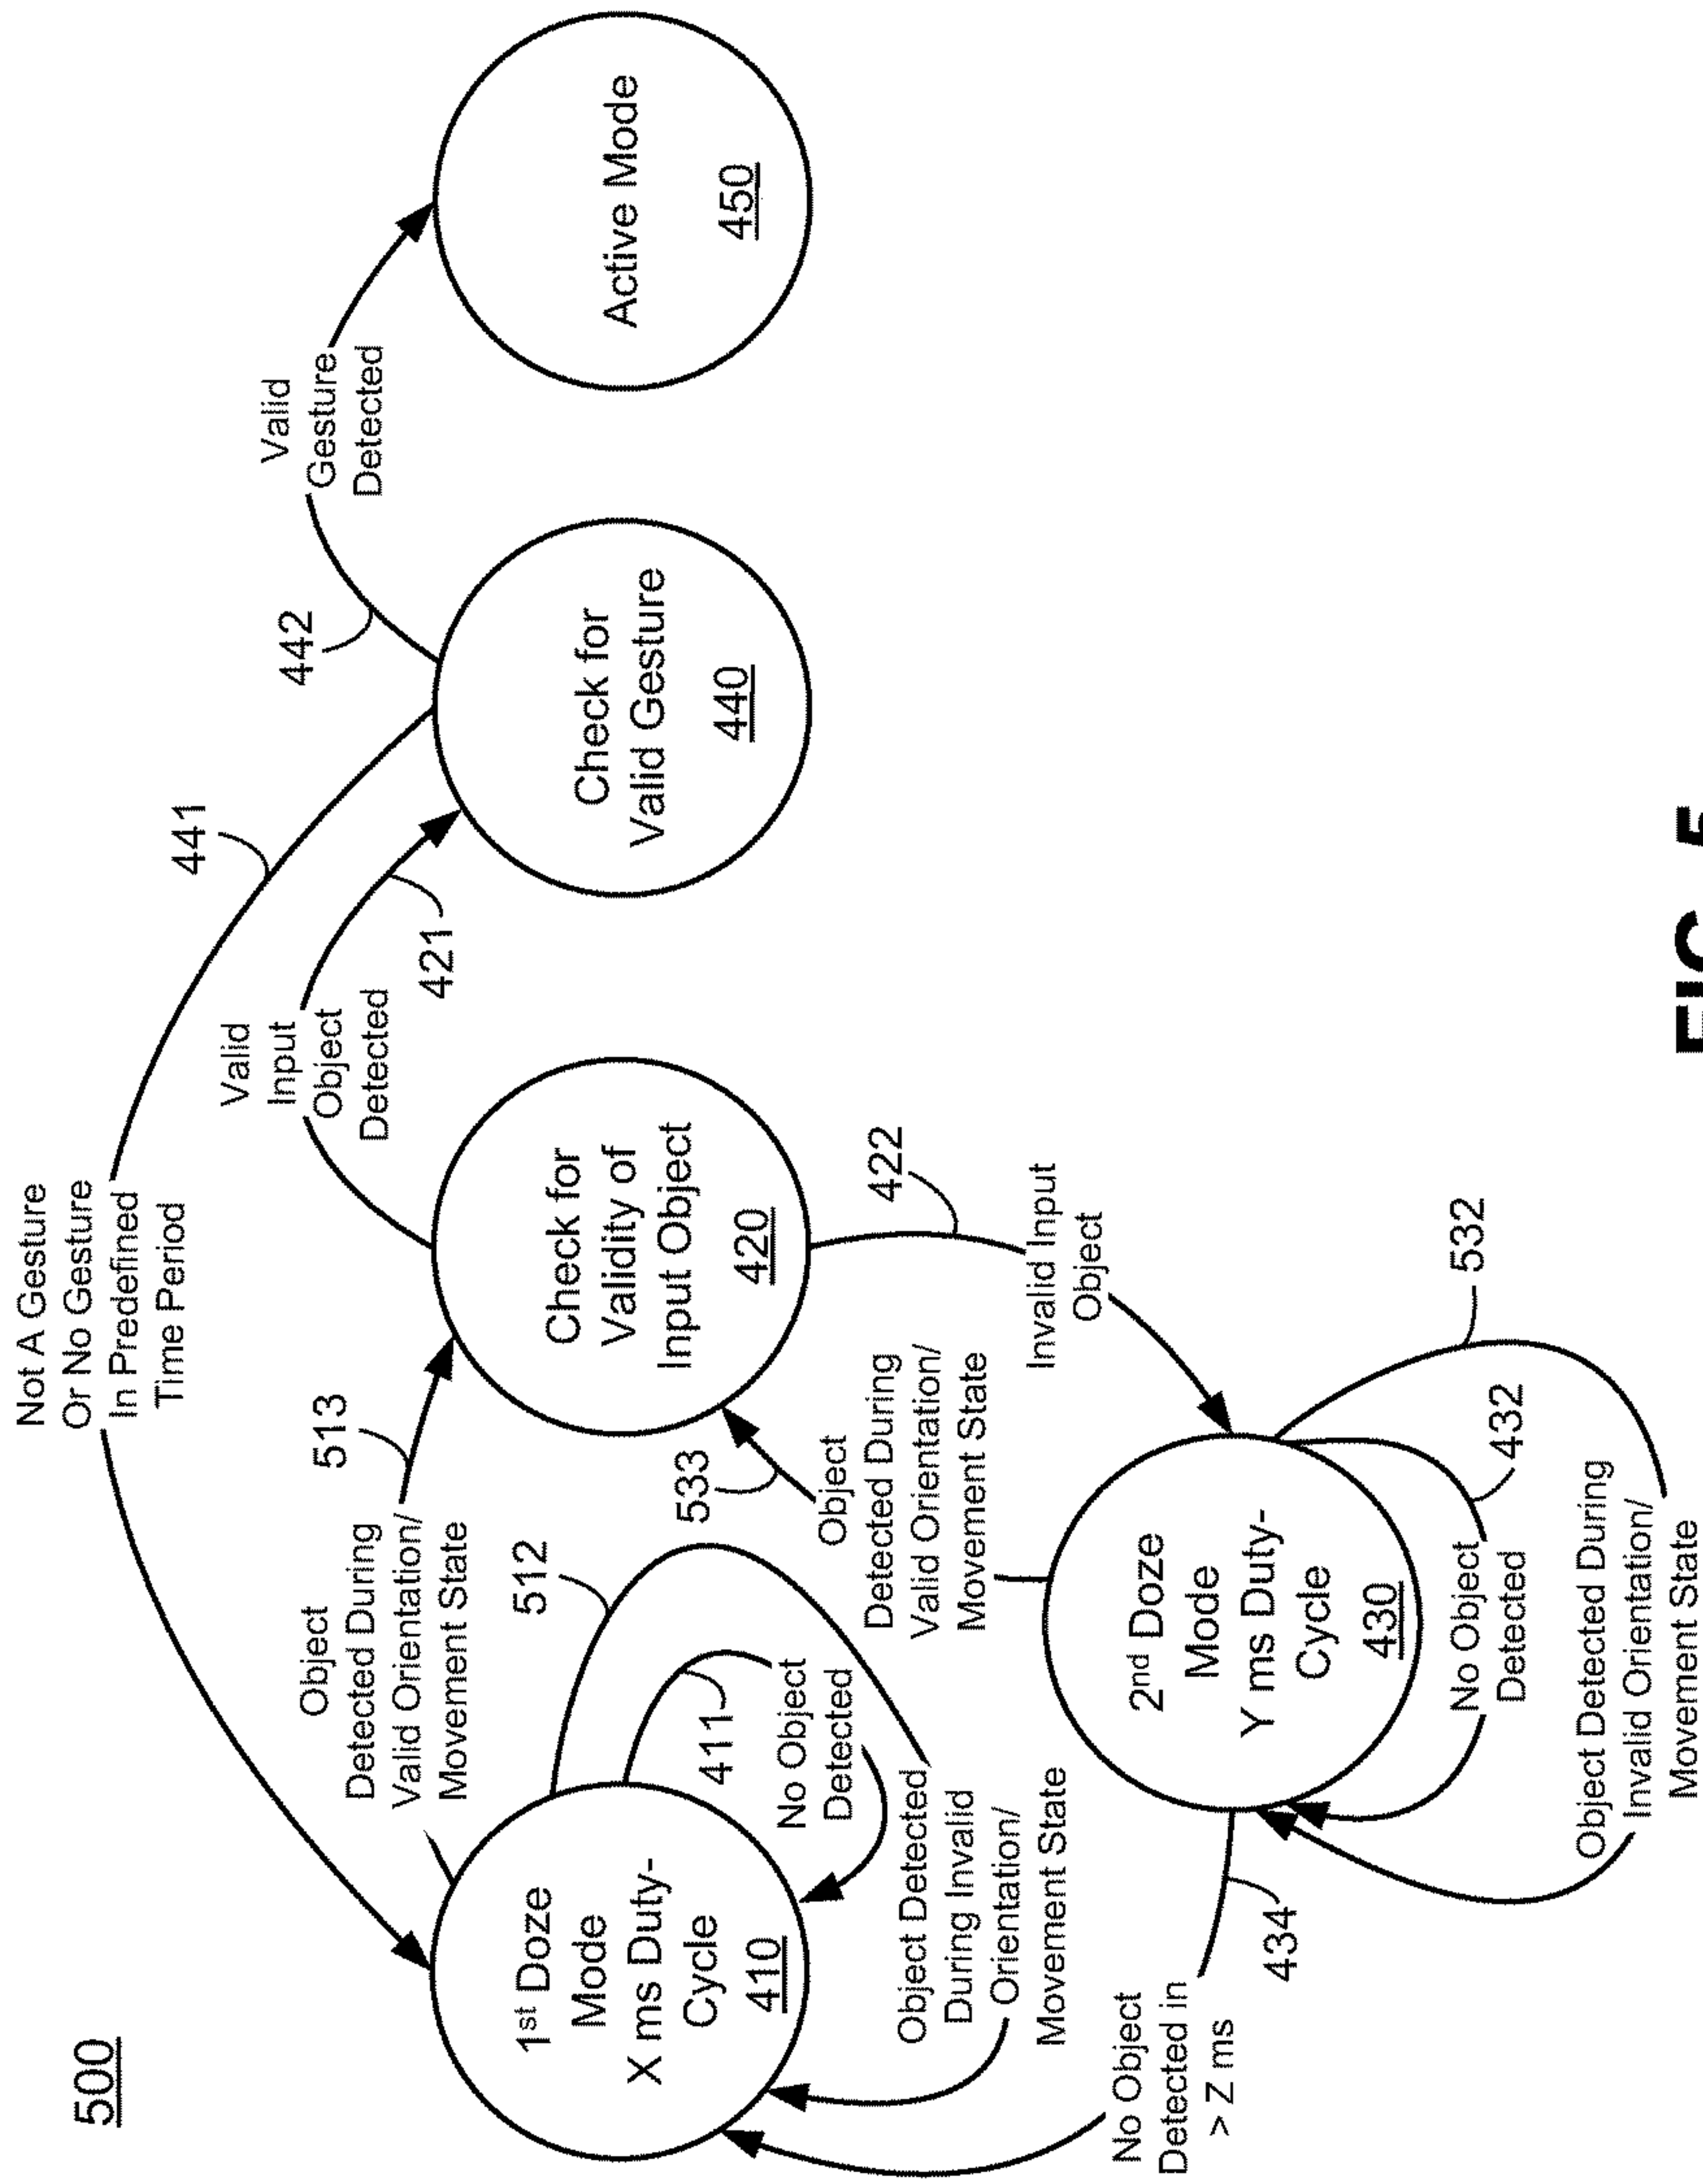 500
Not A Gesture
Or No Gesture
In Predefined
Time Period
441
Valid
Input
Object
Detected
421
442
Valid
Gesture
Detected
Object
Detected During
Valid Orientation/
Movement State
513
1st Doze
Mode
X ms Duty-
Cycle
410
512
411
No Object
Detected
Object Detected
During Invalid
Orientation/
Movement State
Check for
Validity of
Input Object
420
Check for
Valid Gesture
440
Active Mode
450
533
Object
Detected During
Valid Orientation/
Movement State
422
Invalid Input
Object
No Object
Detected in
> Z ms
434
2nd Doze
Mode
Y ms Duty-
Cycle
430
No Object
Detected
432
532
Object Detected During
Invalid Orientation/
Movement State
FIG. 5